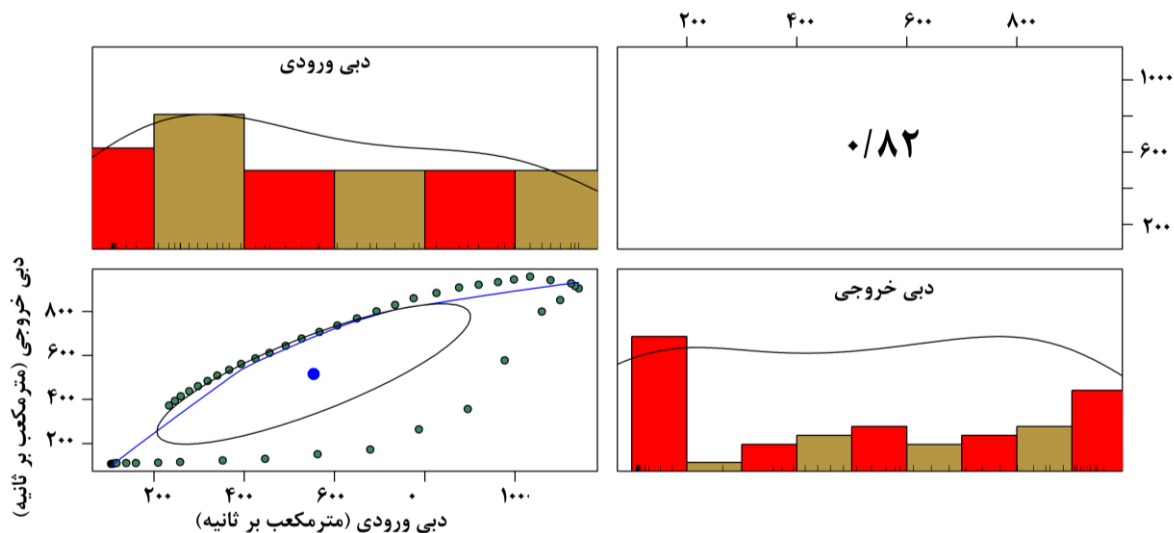 ۲۰۰ ۴۰۰ ۶۰۰ ۸۰۰
دبی ورودی
۰/۸۲
۱۰۰۰
۶۰۰
۲۰۰
دبی خروجی (مترمکعب بر ثانیه)
۸۰۰
۶۰۰
۴۰۰
۲۰۰
دبی خروجی
۲۰۰ ۴۰۰ ۶۰۰ ۰ ۱۰۰۰
دبی ورودی (مترمکعب بر ثانیه)